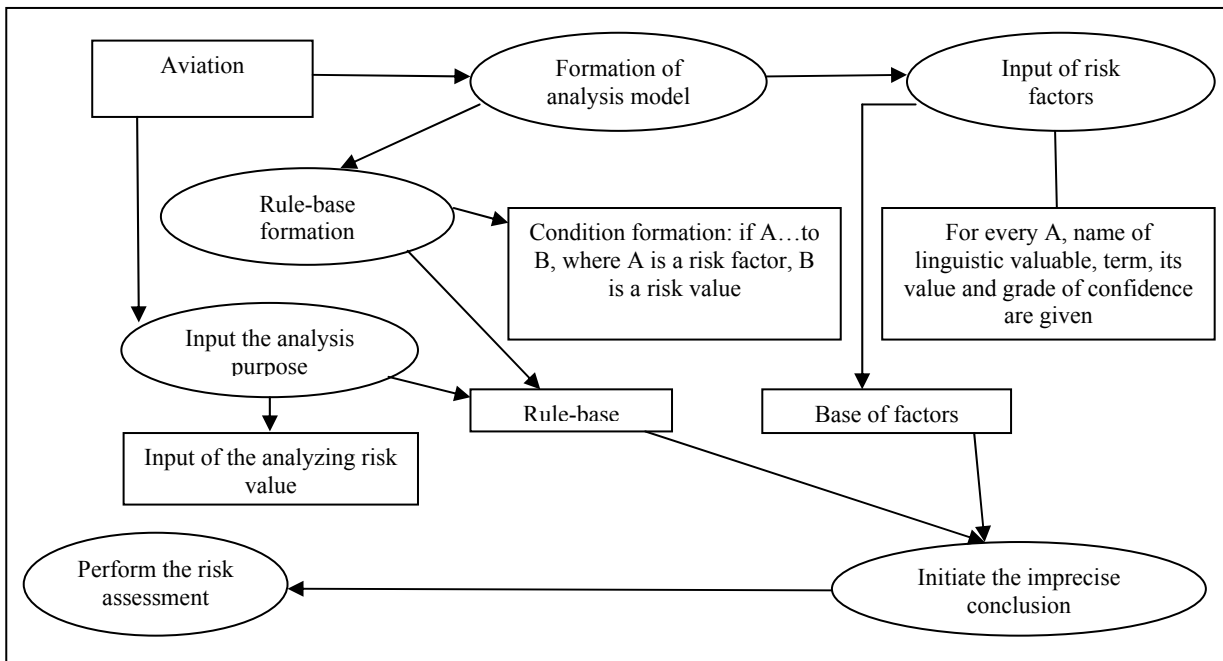 Aviation
Formation of
analysis model
Input of risk
factors
Rule-base
formation
Condition formation: if A…to
B, where A is a risk factor, B
is a risk value
For every A, name of
linguistic valuable, term, its
value and grade of confidence
are given
Input the analysis
purpose
Rule-base
Base of factors
Input of the analyzing risk
value
Perform the risk
assessment
Initiate the imprecise
conclusion